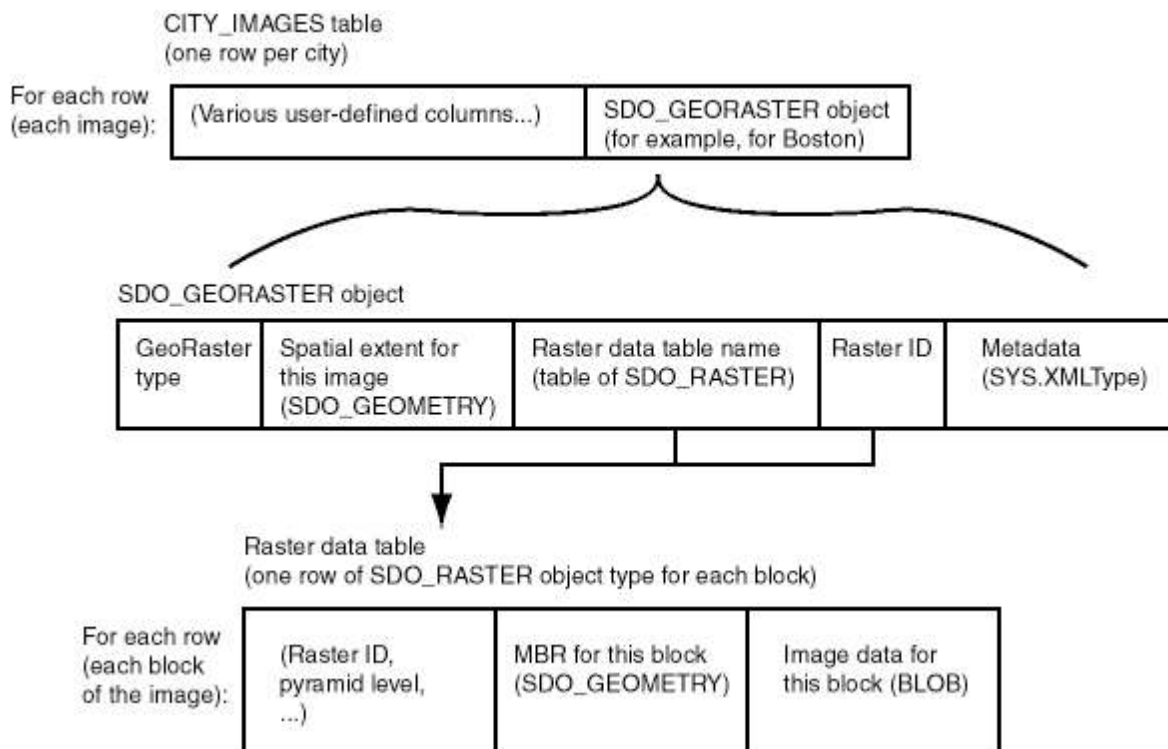 CITY_IMAGES table
(one row per city)
For each row
(each image):
(Various user-defined columns...)
SDO_GEORASTER object
(for example, for Boston)
SDO_GEORASTER object
GeoRaster
type
Spatial extent for
this image
(SDO_GEOMETRY)
Raster data table name
(table of SDO_RASTER)
Raster ID
Metadata
(SYS.XMLType)
Raster data table
(one row of SDO_RASTER object type for each block)
For each row
(each block
of the image):
(Raster ID,
pyramid level,
...)
MBR for this block
(SDO_GEOMETRY)
Image data for
this block (BLOB)